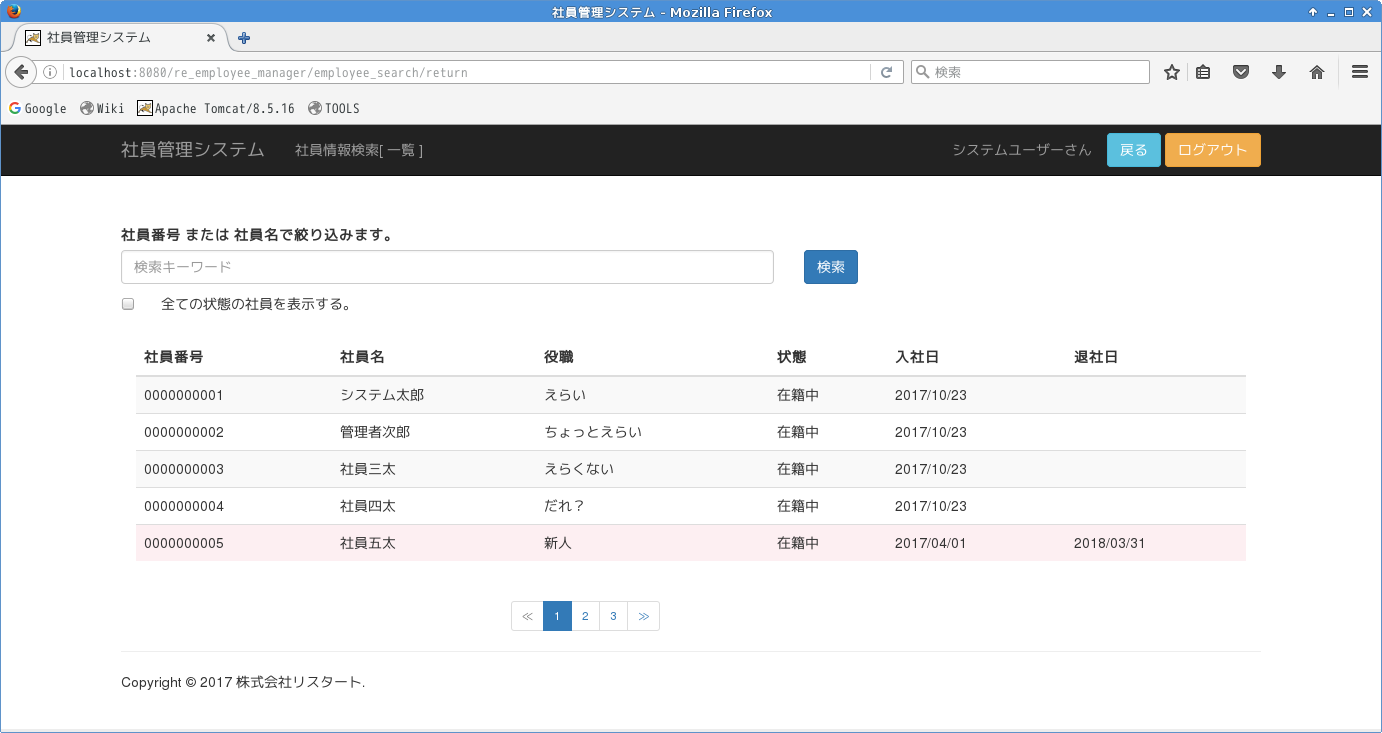 社員管理システム - Mozilla Firefox
社員管理システム
localhost:8080/re_employee_manager/employee_search/return
検索
Google Wiki Apache Tomcat/8.5.16 TOOLS
社員管理システム 社員情報検索[ 一覧 ] システムユーザーさん 戻る ログアウト
社員番号 または 社員名で絞り込みます。
検索キーワード 検索
全ての状態の社員を表示する。
社員番号 社員名 役職 状態 入社日 退社日
0000000001 システム太郎 えらい 在籍中 2017/10/23
0000000002 管理者次郎 ちょっとえらい 在籍中 2017/10/23
0000000003 社員三太 えらくない 在籍中 2017/10/23
0000000004 社員四太 だれ？ 在籍中 2017/10/23
0000000005 社員五太 新人 在籍中 2017/04/01 2018/03/31
≪ 1 2 3 ≫
Copyright © 2017 株式会社リスタート.